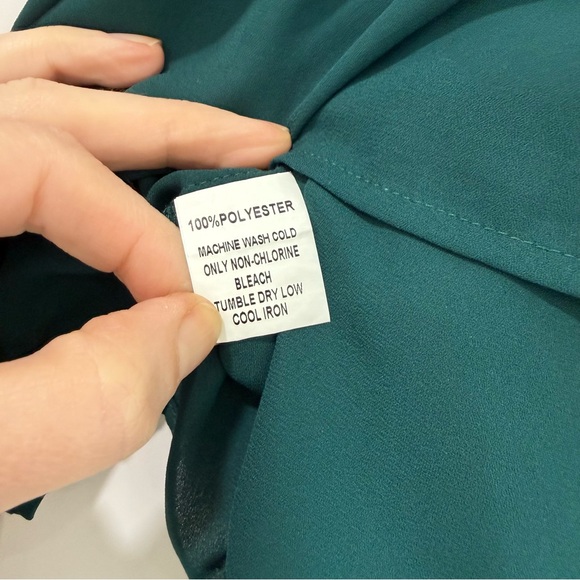 100%POLYESTER
MACHINE WASH COLD
ONLY NON-CHLORINE
BLEACH
TUMBLE DRY LOW
COOL IRON